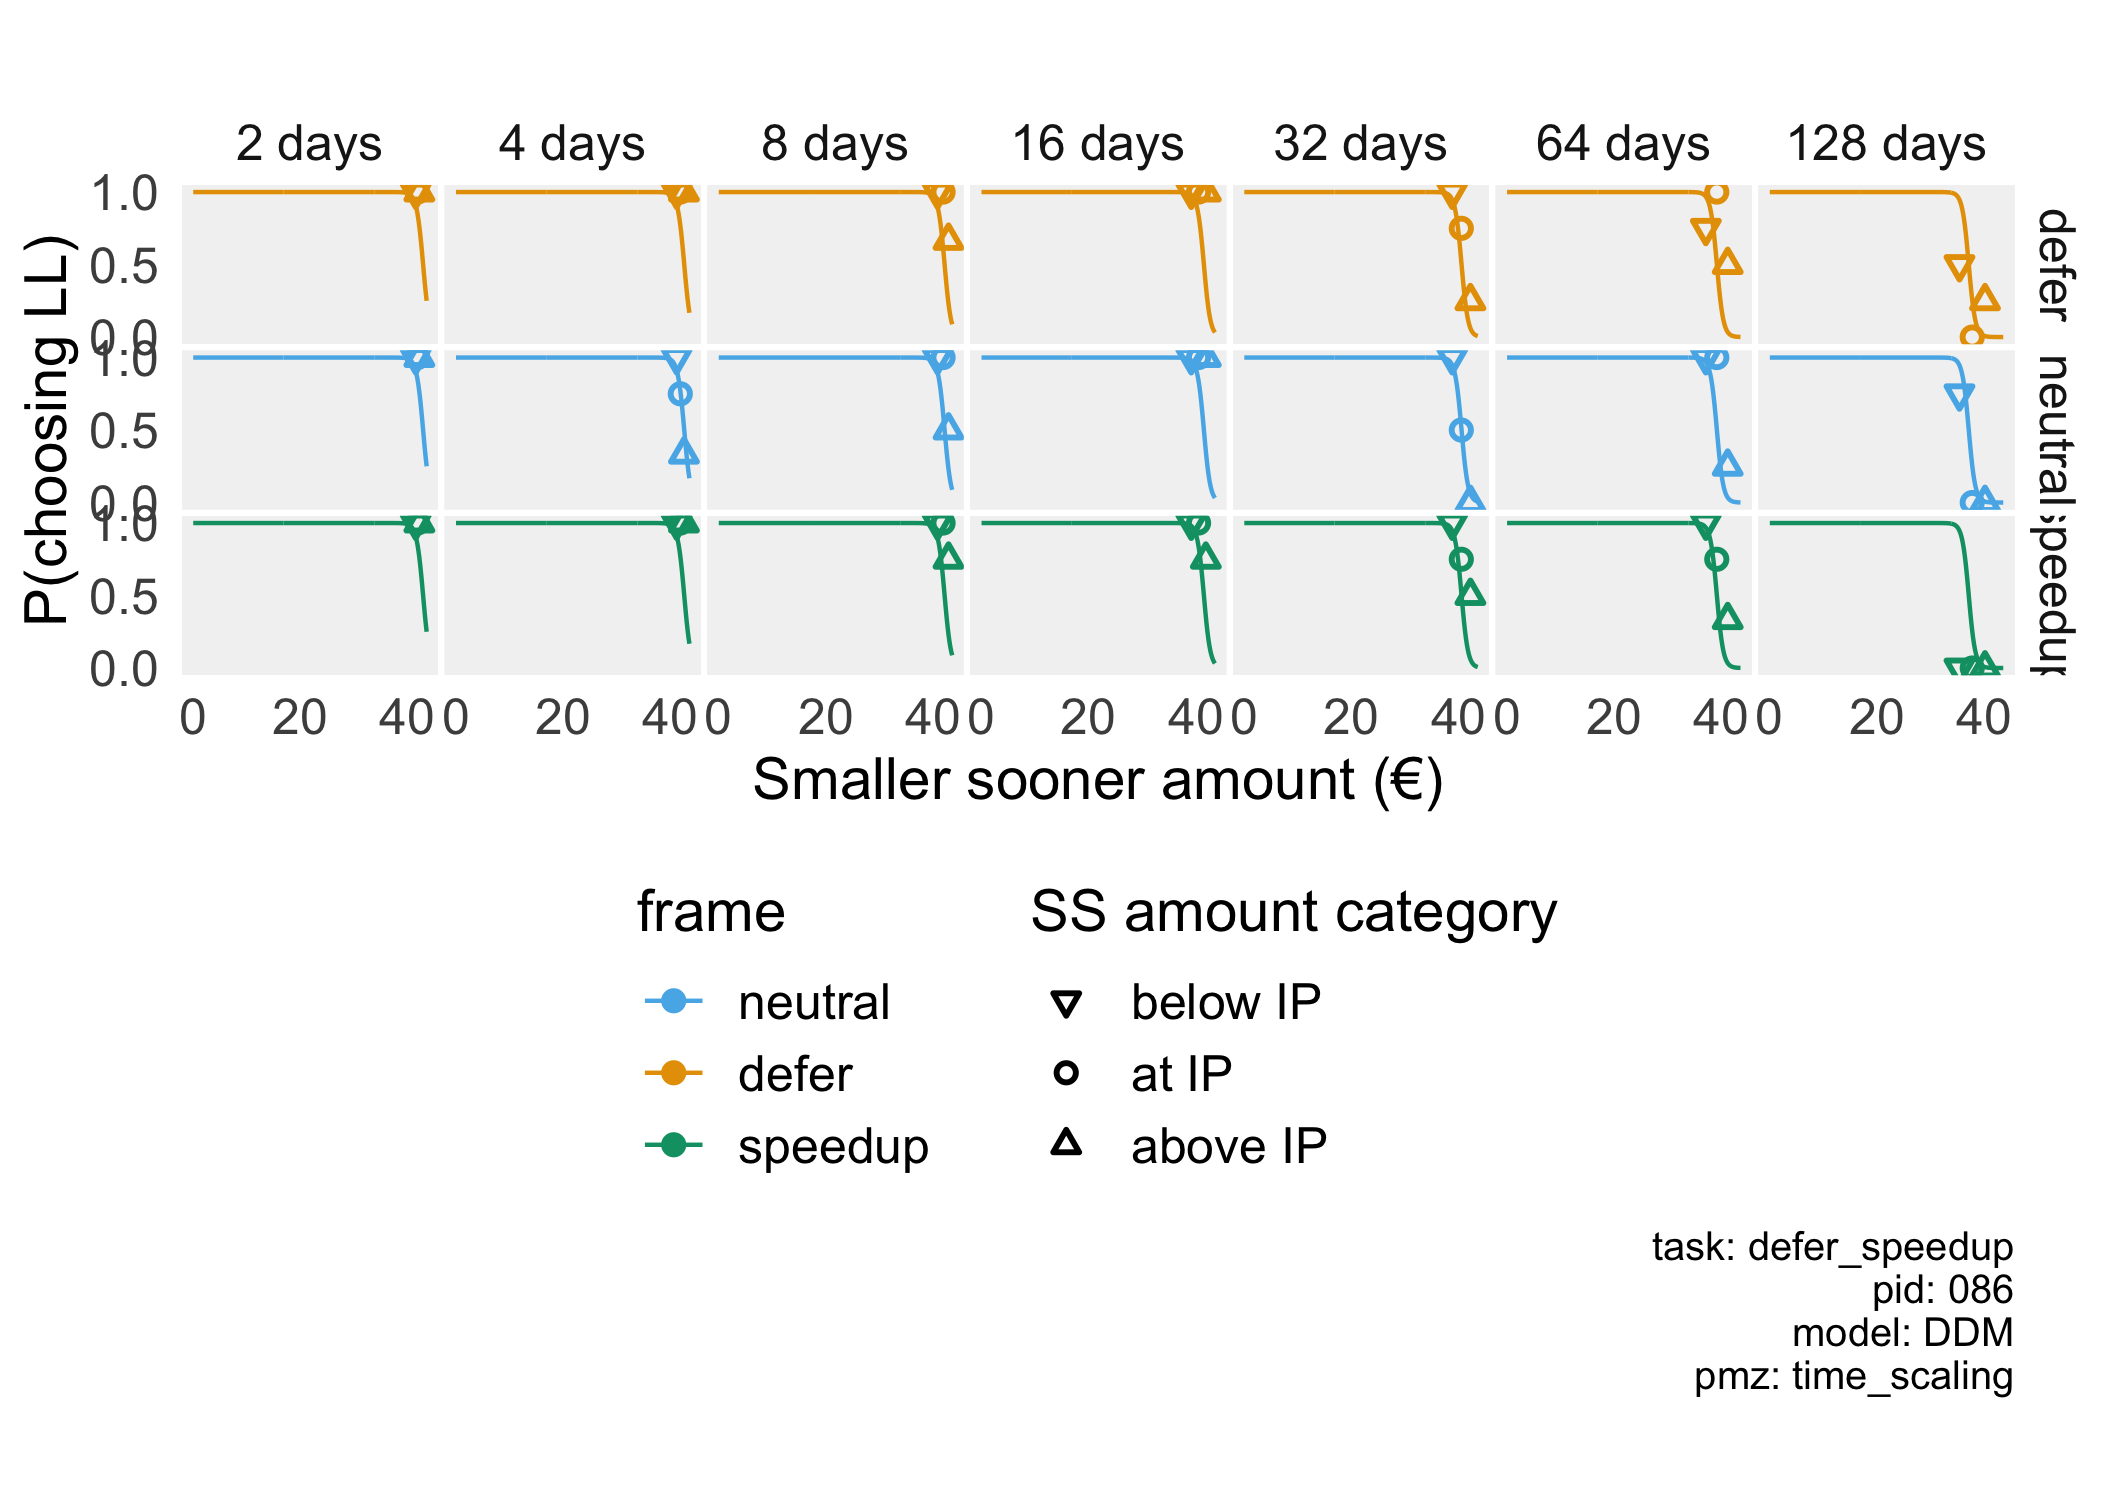 2 days 4 days 8 days 16 days 32 days 64 days 128 days
P(choosing LL)
1.0
0.5
0.0
defer
1.0
0.5
0.0
neutral
1.0
0.5
0.0
speedup
0 20 40 0 20 40 0 20 40 0 20 40 0 20 40 0 20 40 0 20 40
Smaller sooner amount (€)
frame
neutral
defer
speedup
SS amount category
below IP
at IP
above IP
task: defer_speedup
pid: 086
model: DDM
pmz: time_scaling